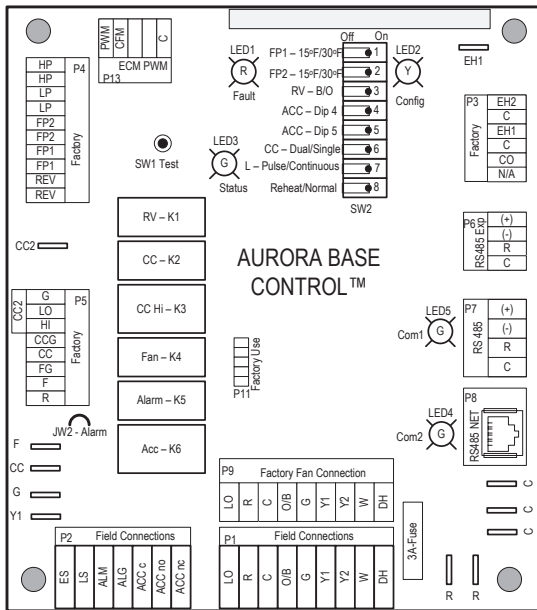 PWM
CFM
C
P13
ECM PWM
LED1
R
Fault
Off On
FP1 – 15ºF/30ºF 1
FP2 – 15ºF/30ºF 2
RV – B/O 3
ACC – Dip 4 4
ACC – Dip 5 5
CC – Dual/Single 6
L – Pulse/Continuous 7
Reheat/Normal 8
SW2
LED2
Y
Config
EH1
P4
HP
HP
LP
LP
FP2
FP2
FP1
FP1
REV
REV
Factory
SW1 Test
LED3
G
Status
P3
EH2
C
EH1
C
CO
N/A
Factory
CC2
RV – K1
CC – K2
CC Hi – K3
Fan – K4
Alarm – K5
Acc – K6
AURORA BASE
CONTROL™
P6
RS485 Exp
(+)
(-)
R
C
CC2
P5
G
LO
HI
CCG
CC
FG
F
R
Factory
JW2 - Alarm
P11
Factory Use
LED5
Com1
G
P7
RS 485
(+)
(-)
R
C
LED4
Com2
G
P8
RS485 NET
F
CC
G
Y1
P9 Factory Fan Connection
LO
R
C
O/B
G
Y1
Y2
W
DH
3A-Fuse
C
C
C
P2 Field Connections
ES
LS
ALM
ALG
ACC c
ACC no
ACC nc
P1 Field Connections
LO
R
C
O/B
G
Y1
Y2
W
DH
R
R